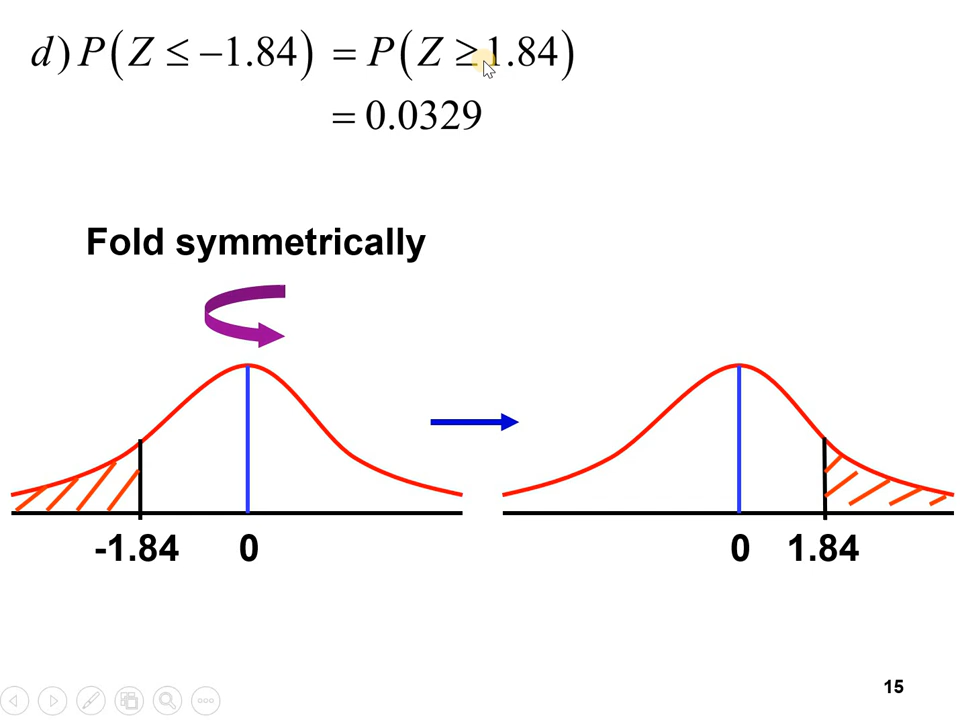 d) P(Z ≤ −1.84) = P(Z ≥ 1.84)
= 0.0329
Fold symmetrically
-1.84 0 0 1.84
15